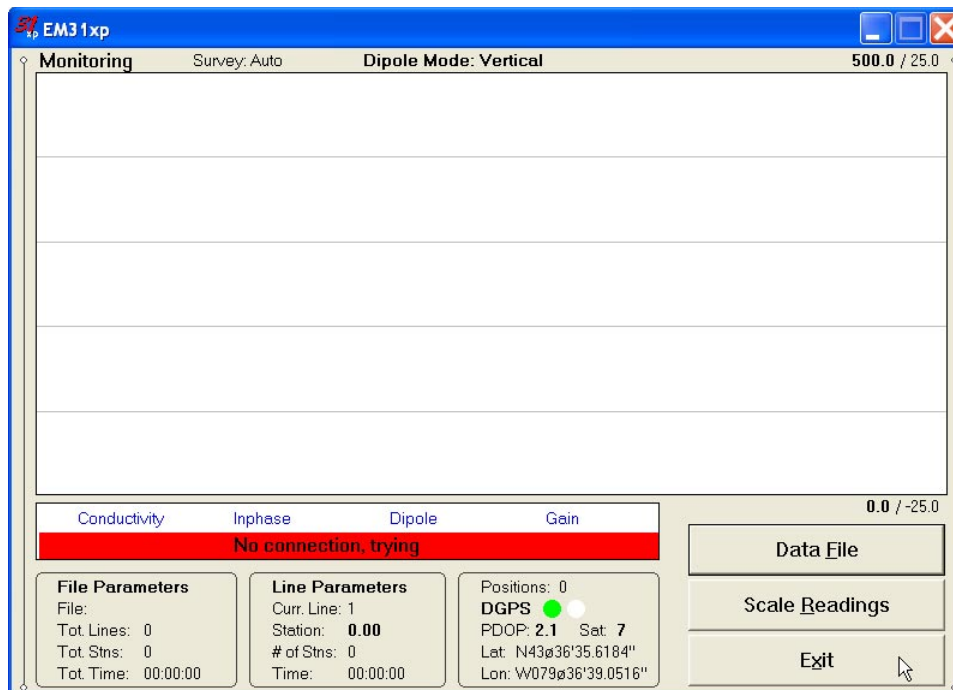 EM31xp
Monitoring Survey: Auto Dipole Mode: Vertical 500.0 / 25.0
0.0 / -25.0
Conductivity Inphase Dipole Gain
No connection, trying
Data File
Scale Readings
Exit
File Parameters
File:
Tot. Lines: 0
Tot. Stns: 0
Tot. Time: 00:00:00
Line Parameters
Curr. Line: 1
Station: 0.00
# of Stns: 0
Time: 00:00:00
Positions: 0
DGPS
PDOP: 2.1 Sat: 7
Lat: N43ø36'35.6184"
Lon: W079ø36'39.0516"